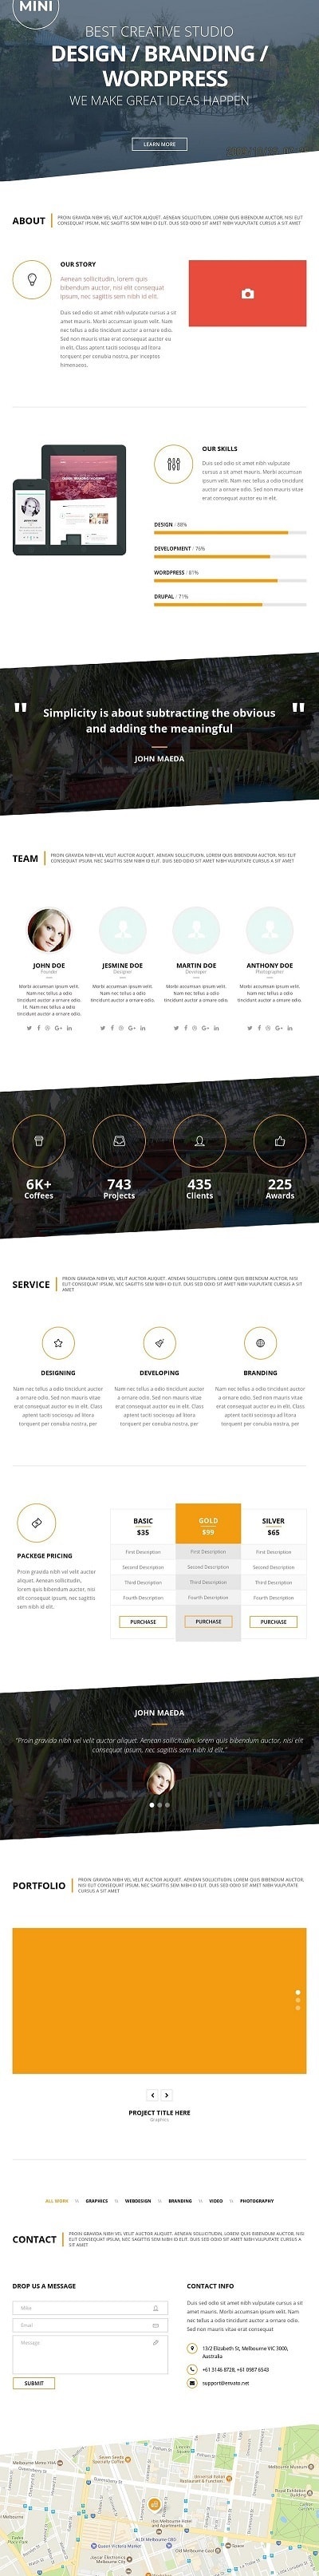 MINI
BEST CREATIVE STUDIO
DESIGN / BRANDING /
WORDPRESS
WE MAKE GREAT IDEAS HAPPEN
LEARN MORE
ABOUT
PROIN GRAVIDA NIBH VEL VELIT AUCTOR ALIQUET. AENEAN SOLLICITUDIN, LOREM QUIS BIBENDUM AUCTOR, NISI ELIT
CONSEQUAT IPSUM, NEC SAGITTIS SEM NIBH ID ELIT. DUIS SED ODIO SIT AMET NIBH VULPUTATE CURSUS A SIT AMET
OUR STORY
Aenean sollicitudin, lorem quis
bibendum auctor, nisi elit consequat
ipsum, nec sagittis sem nibh id elit.
Duis sed odio sit amet nibh vulputate cursus a sit
amet mauris. Morbi accumsan ipsum velit. Nam
nec tellus a odio tincidunt auctor a ornare odio.
Sed non mauris vitae erat consequat auctor eu
in elit. Class aptent taciti sociosqu ad litora
torquent per conubia nostra, per inceptos
himenaeos.
OUR SKILLS
Duis sed odio sit amet nibh vulputate
cursus a sit amet mauris. Morbi accumsan
ipsum velit. Nam nec tellus a odio tincidunt
auctor a ornare odio. Sed non mauris vitae
erat consequat auctor eu in elit.
DESIGN / 88%
DEVELOPMENT / 76%
WORDPRESS / 81%
DRUPAL / 71%
" Simplicity is about subtracting the obvious "
and adding the meaningful
JOHN MAEDA
TEAM
PROIN GRAVIDA NIBH VEL VELIT AUCTOR ALIQUET. AENEAN SOLLICITUDIN, LOREM QUIS BIBENDUM AUCTOR, NISI ELIT
CONSEQUAT IPSUM, NEC SAGITTIS SEM NIBH ID ELIT. DUIS SED ODIO SIT AMET NIBH VULPUTATE CURSUS A SIT AMET
JOHN DOE
Founder
Morbi accumsan ipsum velit.
Nam nec tellus a odio
tincidunt auctor a ornare odio.
tincidunt auctor a ornare odio.
JESMINE DOE
Designer
Morbi accumsan ipsum velit.
Nam nec tellus a odio
tincidunt auctor a ornare odio.
MARTIN DOE
Developer
Morbi accumsan ipsum velit.
Nam nec tellus a odio
tincidunt auctor a ornare odio.
ANTHONY DOE
Photographer
Morbi accumsan ipsum velit.
Nam nec tellus a odio
tincidunt auctor a ornare odio.
6K+
Coffees
743
Projects
435
Clients
225
Awards
SERVICE
PROIN GRAVIDA NIBH VEL VELIT AUCTOR ALIQUET. AENEAN SOLLICITUDIN, LOREM QUIS BIBENDUM AUCTOR, NISI
ELIT CONSEQUAT IPSUM, NEC SAGITTIS SEM NIBH ID ELIT. DUIS SED ODIO SIT AMET NIBH VULPUTATE CURSUS A SIT
AMET
DESIGNING
Nam nec tellus a odio tincidunt auctor
a ornare odio. Sed non mauris vitae
erat consequat auctor eu in elit. Class
aptent taciti sociosqu ad litora
torquent per conubia nostra, per
DEVELOPING
Nam nec tellus a odio tincidunt auctor
a ornare odio. Sed non mauris vitae
erat consequat auctor eu in elit. Class
aptent taciti sociosqu ad litora
torquent per conubia nostra, per
BRANDING
Nam nec tellus a odio tincidunt auctor
a ornare odio. Sed non mauris vitae
erat consequat auctor eu in elit. Class
aptent taciti sociosqu ad litora
torquent per conubia nostra, per
PACKEGE PRICING
Proin gravida nibh vel velit auctor
aliquet. Aenean sollicitudin,
lorem quis bibendum auctor, nisi
elit consequat ipsum, nec sagittis
sem nibh id elit.
BASIC
$35
First Description
Second Description
Third Description
Fourth Description
PURCHASE
GOLD
$99
First Description
Second Description
Third Description
Fourth Description
PURCHASE
SILVER
$65
First Description
Second Description
Third Description
Fourth Description
PURCHASE
JOHN MAEDA
"Proin gravida nibh vel velit auctor aliquet. Aenean sollicitudin, lorem quis bibendum auctor, nisi elit
consequat ipsum, nec sagittis sem nibh id elit."
PORTFOLIO
PROIN GRAVIDA NIBH VEL VELIT AUCTOR ALIQUET. AENEAN SOLLICITUDIN, LOREM QUIS BIBENDUM AUCTOR,
NISI ELIT CONSEQUAT IPSUM, NEC SAGITTIS SEM NIBH ID ELIT. DUIS SED ODIO SIT AMET NIBH VULPUTATE
CURSUS A SIT AMET
PROJECT TITLE HERE
Graphics
ALL WORK
GRAPHICS
WEBDESIGN
BRANDING
VIDEO
PHOTOGRAPHY
CONTACT
PROIN GRAVIDA NIBH VEL VELIT AUCTOR ALIQUET. AENEAN SOLLICITUDIN, LOREM QUIS BIBENDUM AUCTOR, NISI
ELIT CONSEQUAT IPSUM, NEC SAGITTIS SEM NIBH ID ELIT. DUIS SED ODIO SIT AMET NIBH VULPUTATE CURSUS A
SIT AMET
DROP US A MESSAGE
Mike
Email
Message
SUBMIT
CONTACT INFO
Duis sed odio sit amet nibh vulputate cursus a sit
amet mauris. Morbi accumsan ipsum velit. Nam
nec tellus a odio tincidunt auctor a ornare odio.
Sed non mauris vitae erat consequat
13/2 Elizabeth St, Melbourne VIC 3000,
Australia
+61 3146 8728, +61 0987 6543
support@envato.net
Melbourne Museum
Queen Victoria Market